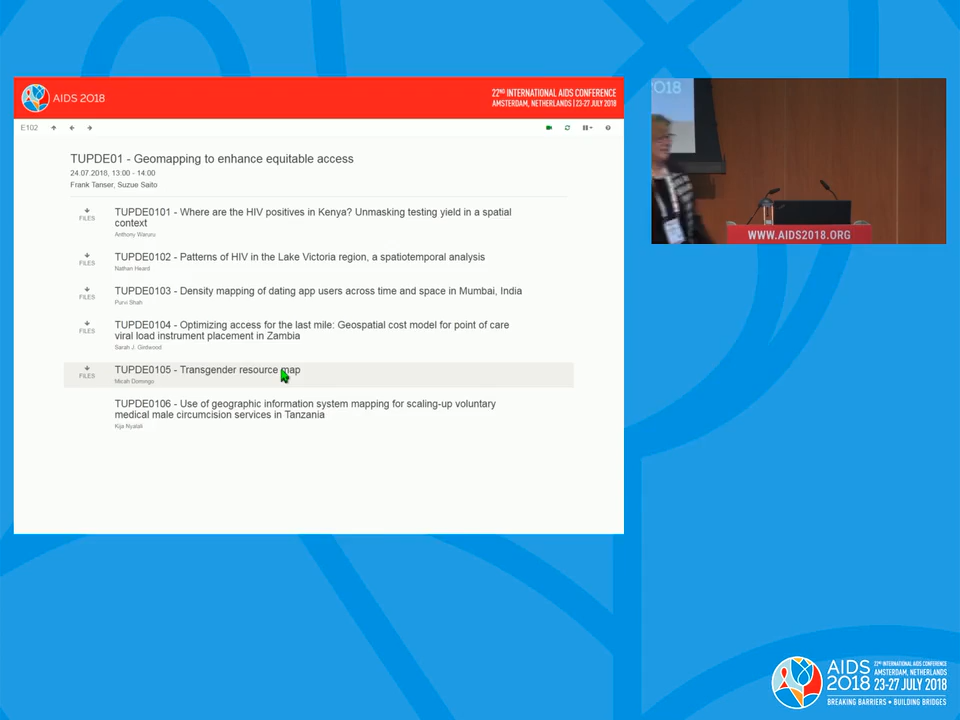 AIDS 2018
22ND INTERNATIONAL AIDS CONFERENCE
AMSTERDAM, NETHERLANDS | 23-27 JULY 2018
E102
TUPDE01 - Geomapping to enhance equitable access
24.07.2018, 13:00 - 14:00
Frank Tanser, Suzue Saito
FILES
TUPDE0101 - Where are the HIV positives in Kenya? Unmasking testing yield in a spatial
context
Anthony Waruru
FILES
TUPDE0102 - Patterns of HIV in the Lake Victoria region, a spatiotemporal analysis
Nathan Heard
FILES
TUPDE0103 - Density mapping of dating app users across time and space in Mumbai, India
Purvi Shah
FILES
TUPDE0104 - Optimizing access for the last mile: Geospatial cost model for point of care
viral load instrument placement in Zambia
Sarah J. Girdwood
FILES
TUPDE0105 - Transgender resource map
Micah Domingo
TUPDE0106 - Use of geographic information system mapping for scaling-up voluntary
medical male circumcision services in Tanzania
Kija Nyalali
2018
WWW.AIDS2018.ORG
AIDS
2018
22ND INTERNATIONAL AIDS CONFERENCE
AMSTERDAM, NETHERLANDS
23-27 JULY 2018
BREAKING BARRIERS • BUILDING BRIDGES